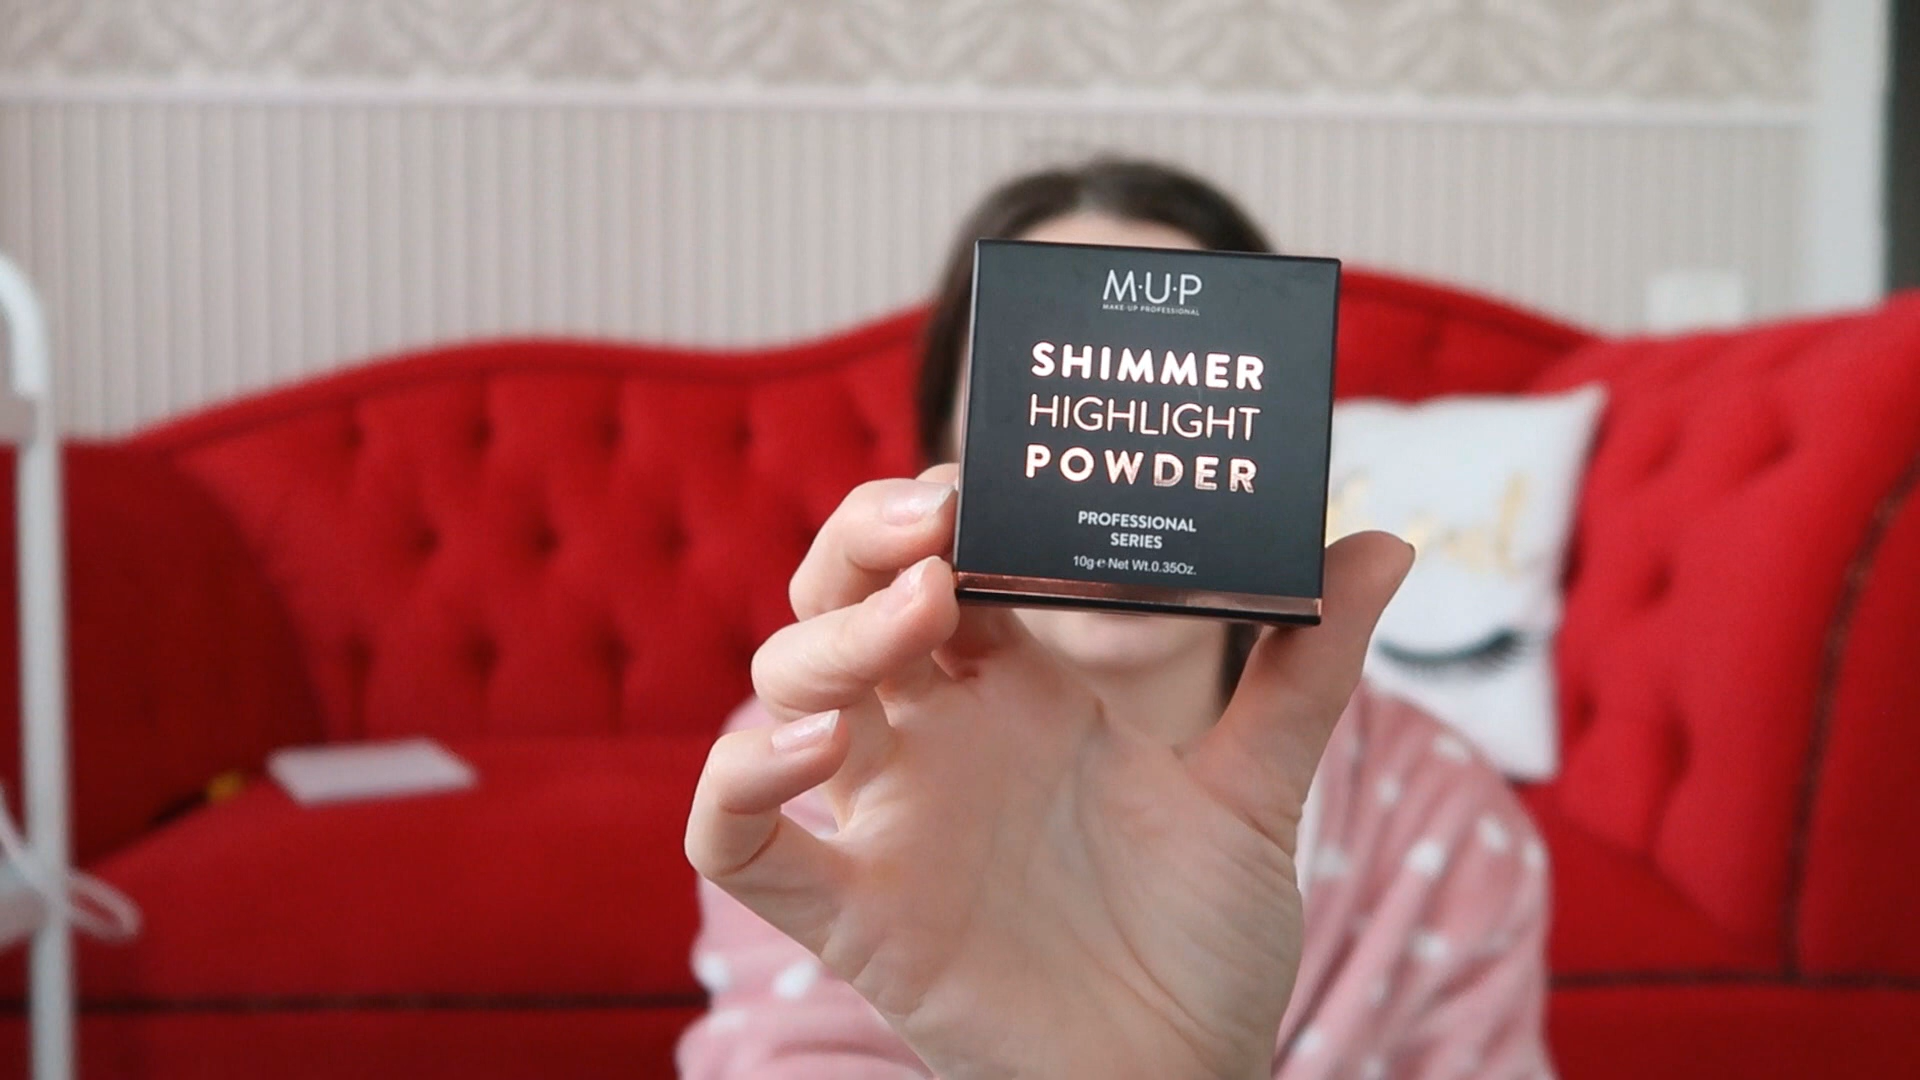 M·U·P
MAKE-UP PROFESSIONAL
SHIMMER
HIGHLIGHT
POWDER
PROFESSIONAL
SERIES
10g ℮ Net Wt.0.35Oz.